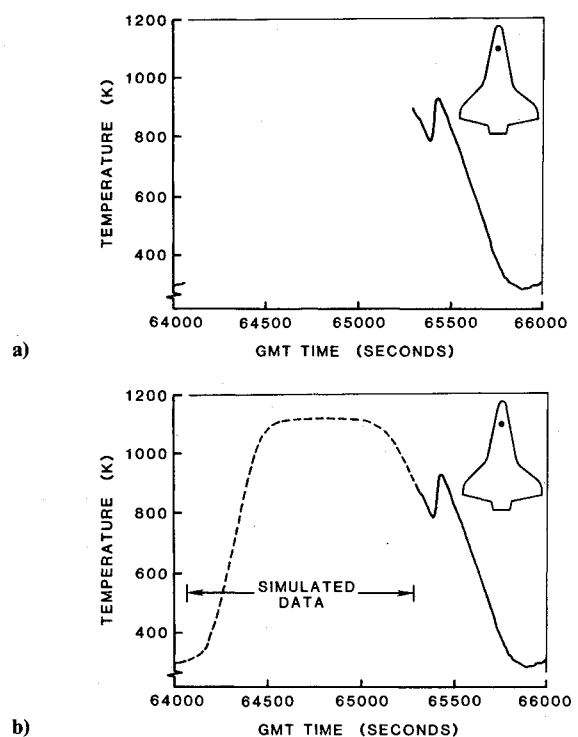 1200
1000
800
600
400
TEMPERATURE (K)
64000 64500 65000 65500 66000
GMT TIME (SECONDS)
a)
1200
1000
800
600
400
TEMPERATURE (K)
SIMULATED
DATA
64000 64500 65000 65500 66000
GMT TIME (SECONDS)
b)